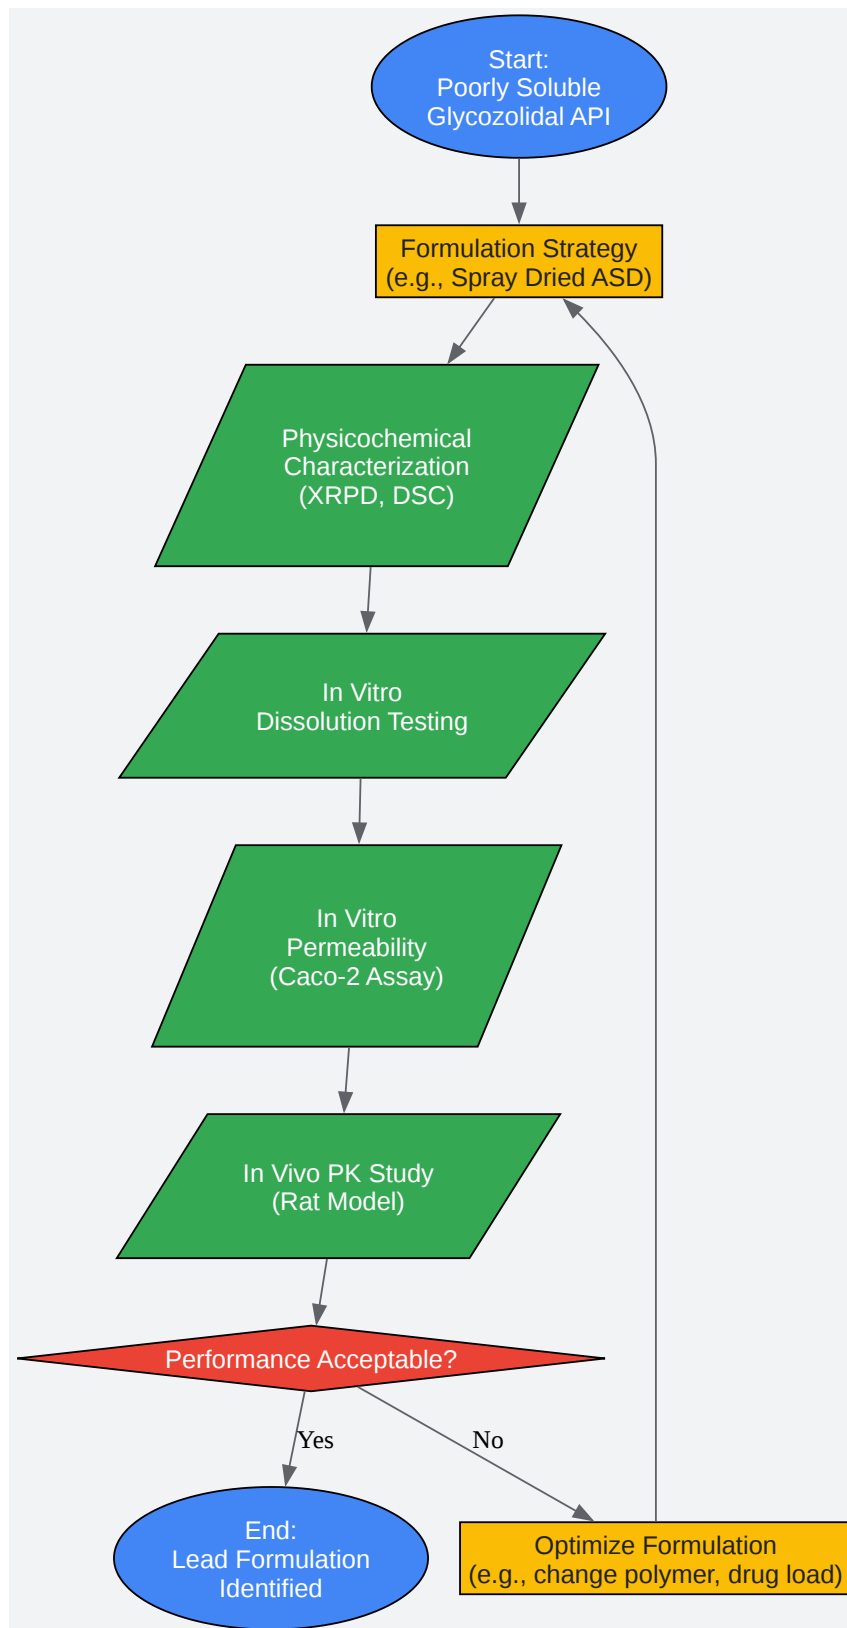 Start:
Poorly Soluble
Glycozolidal API
Formulation Strategy
(e.g., Spray Dried ASD)
Physicochemical
Characterization
(XRPD, DSC)
In Vitro
Dissolution Testing
In Vitro
Permeability
(Caco-2 Assay)
In Vivo PK Study
(Rat Model)
Performance Acceptable?
Yes
No
End:
Lead Formulation
Identified
Optimize Formulation
(e.g., change polymer, drug load)